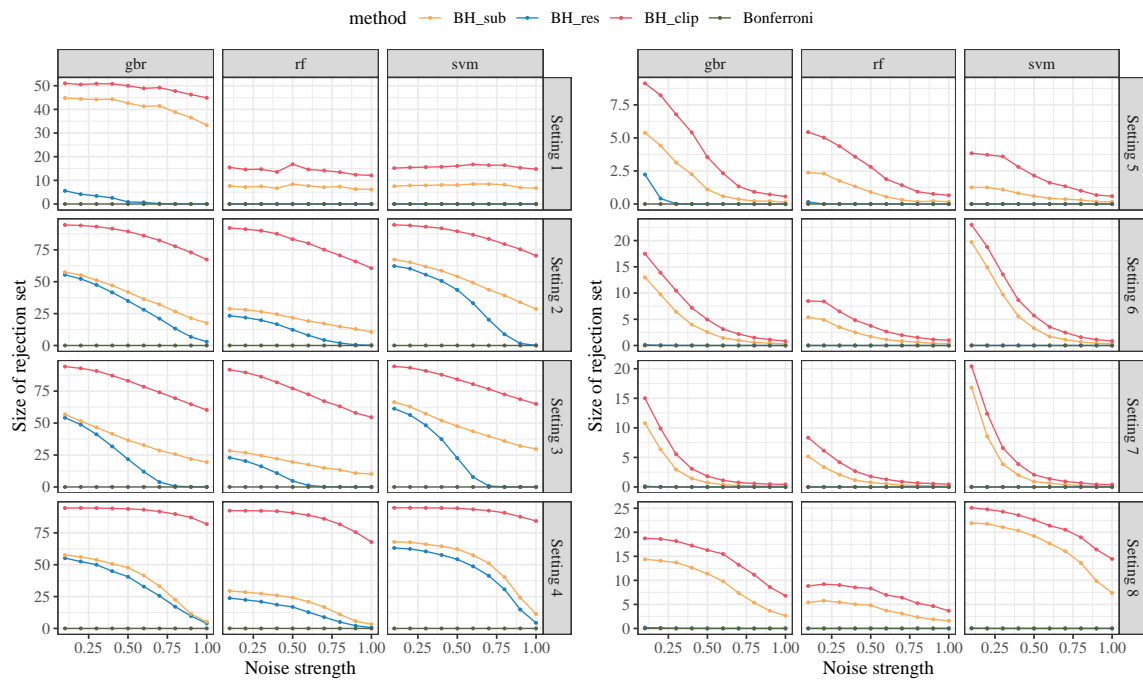 method BH_sub BH_res BH_clip Bonferroni
gbr rf svm
Size of rejection set
50
40
30
20
10
0
Setting 1
75
50
25
0
Setting 2
75
50
25
0
Setting 3
75
50
25
0
Setting 4
0.25 0.50 0.75 1.00 0.25 0.50 0.75 1.00 0.25 0.50 0.75 1.00
Noise strength
gbr rf svm
Size of rejection set
7.5
5.0
2.5
0.0
Setting 5
20
15
10
5
0
Setting 6
20
15
10
5
0
Setting 7
25
20
15
10
5
0
Setting 8
0.25 0.50 0.75 1.00 0.25 0.50 0.75 1.00 0.25 0.50 0.75 1.00
Noise strength